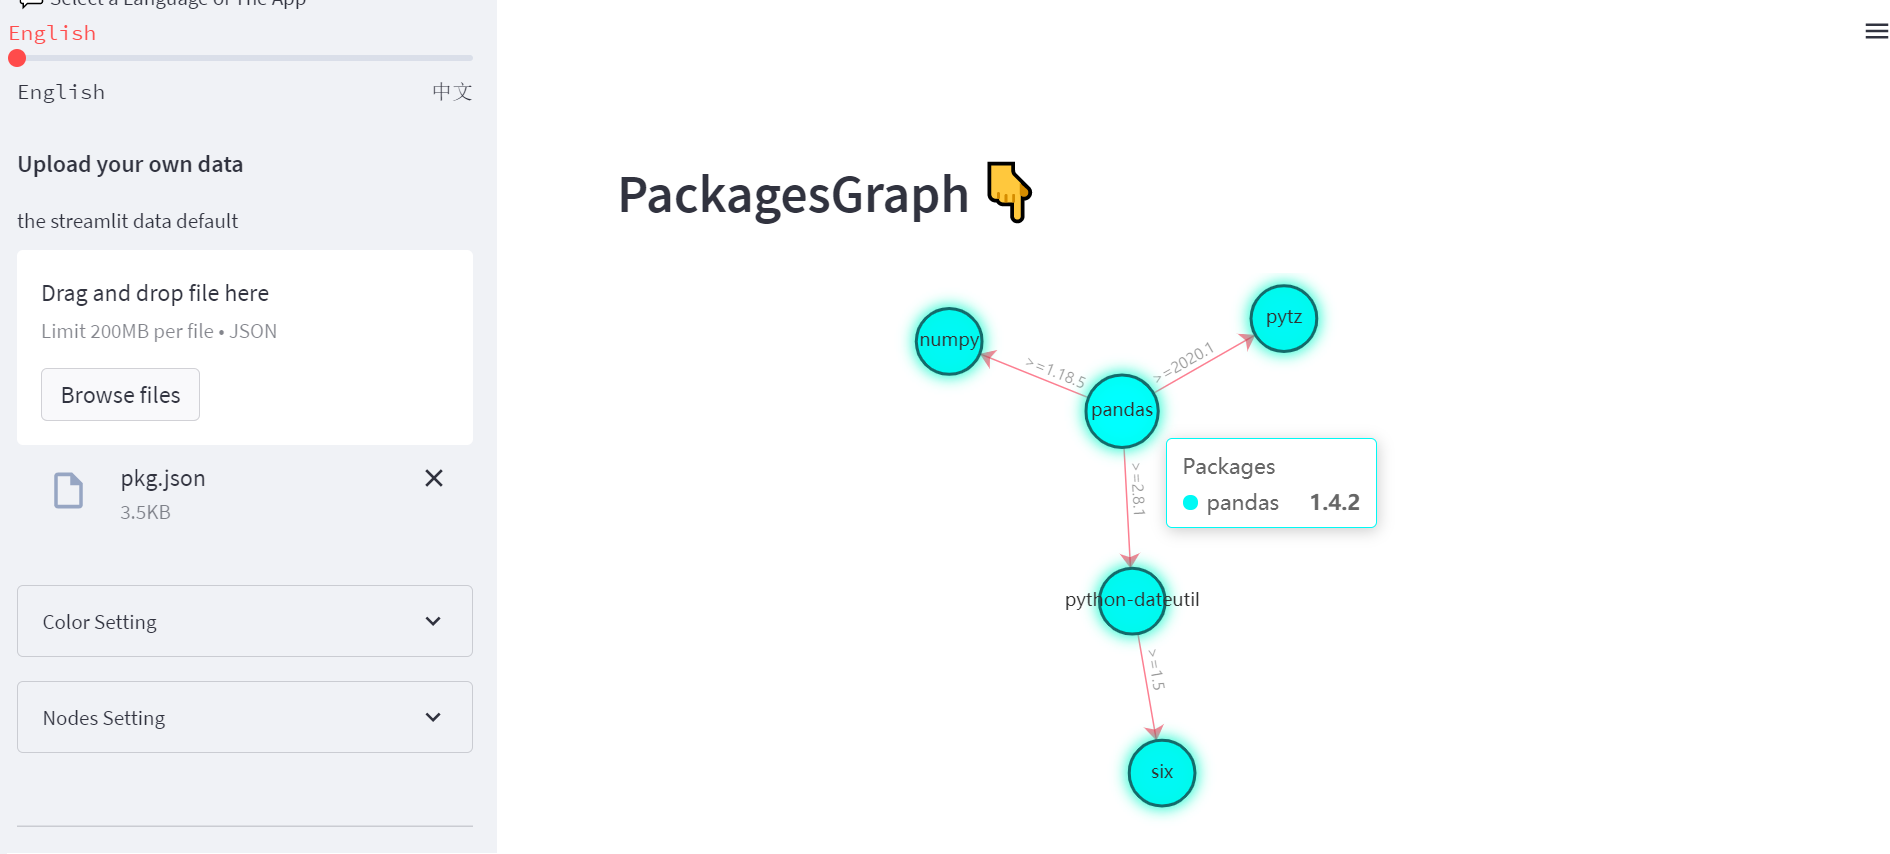 Select a Language of The App
English
English
中文
Upload your own data
the streamlit data default
Drag and drop file here
Limit 200MB per file • JSON
Browse files
pkg.json
3.5KB
Color Setting
Nodes Setting
PackagesGraph
pytz
numpy
>=1.18.5
>=2020.1
pandas
Packages
pandas 1.4.2
>=2.8.1
python-dateutil
>=1.5
six